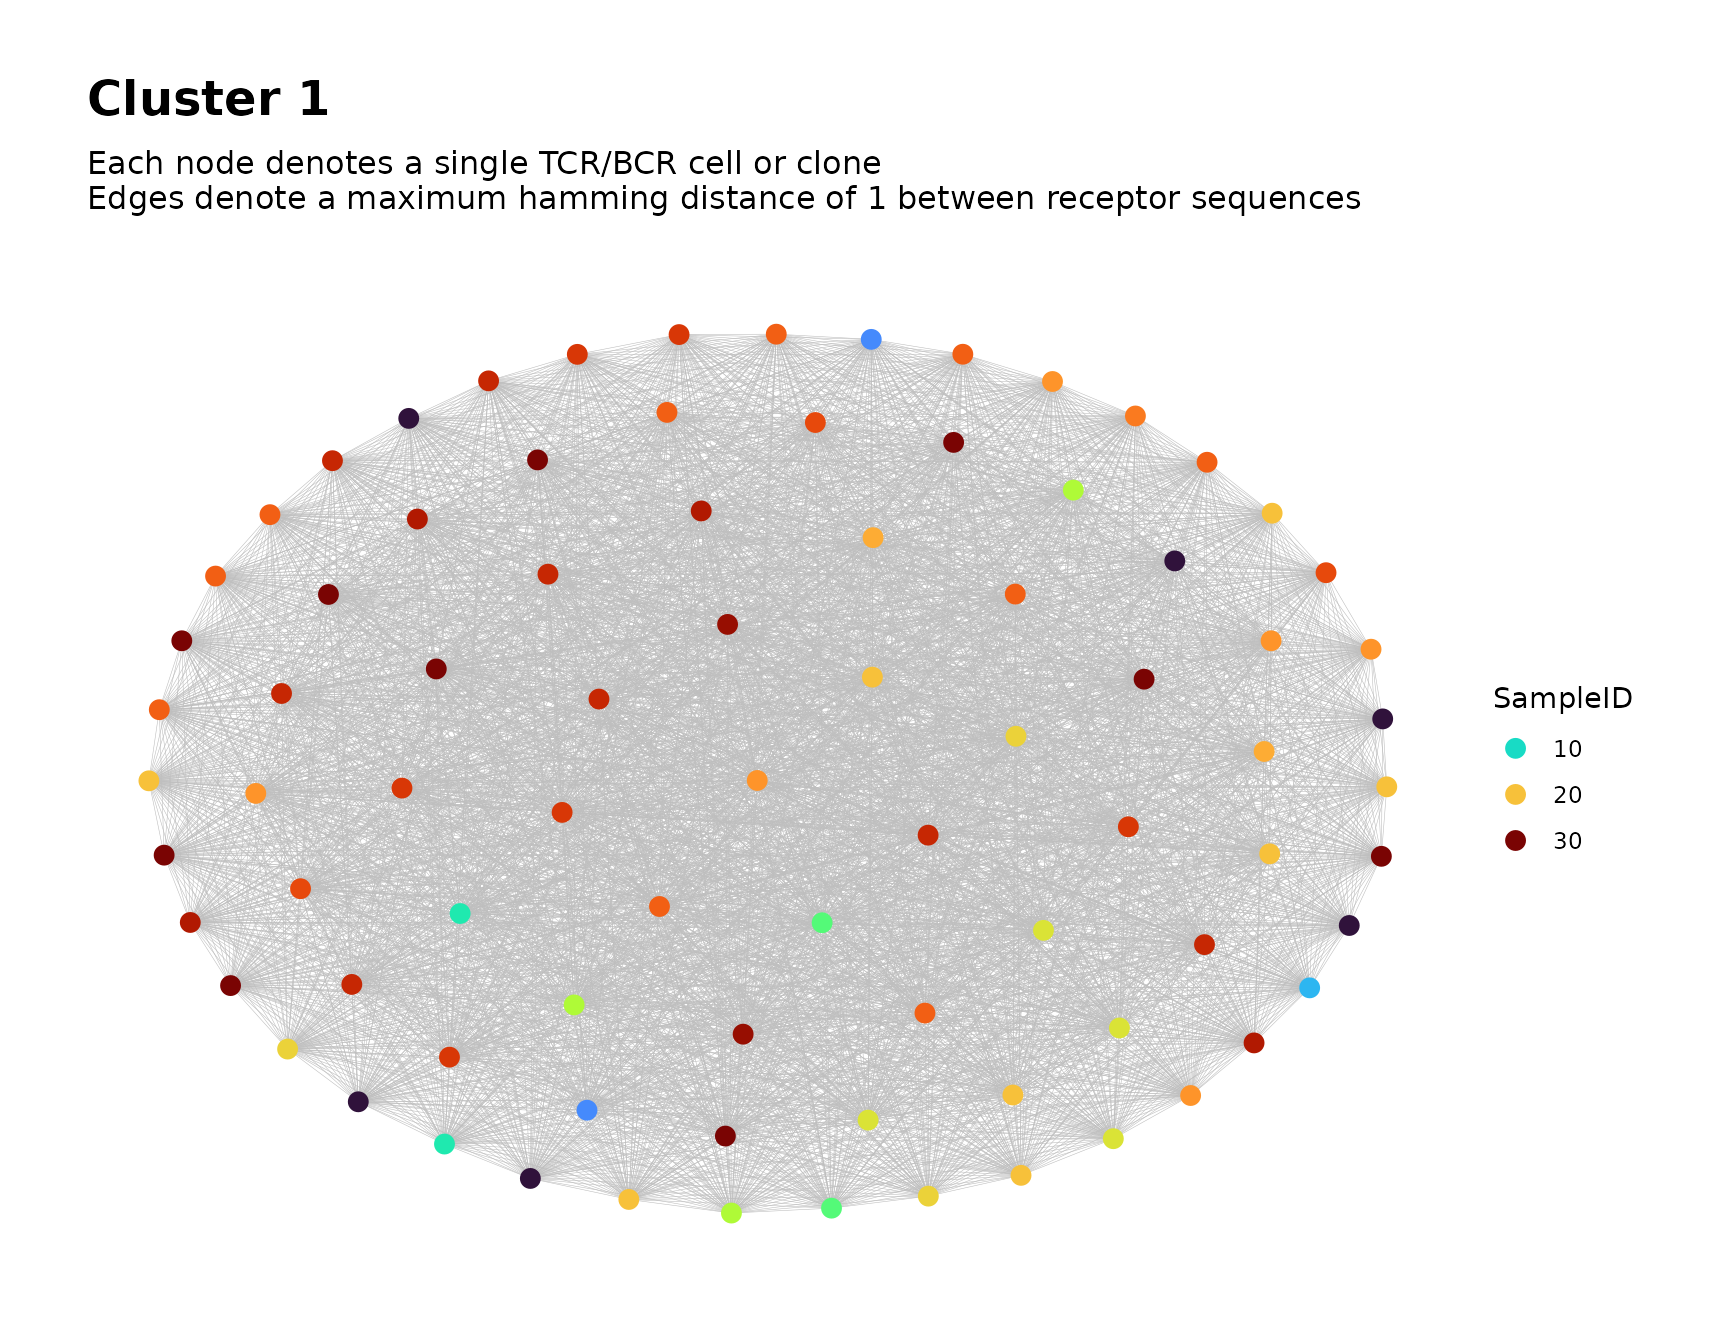 Cluster 1
Each node denotes a single TCR/BCR cell or clone
Edges denote a maximum hamming distance of 1 between receptor sequences
SampleID
10
20
30